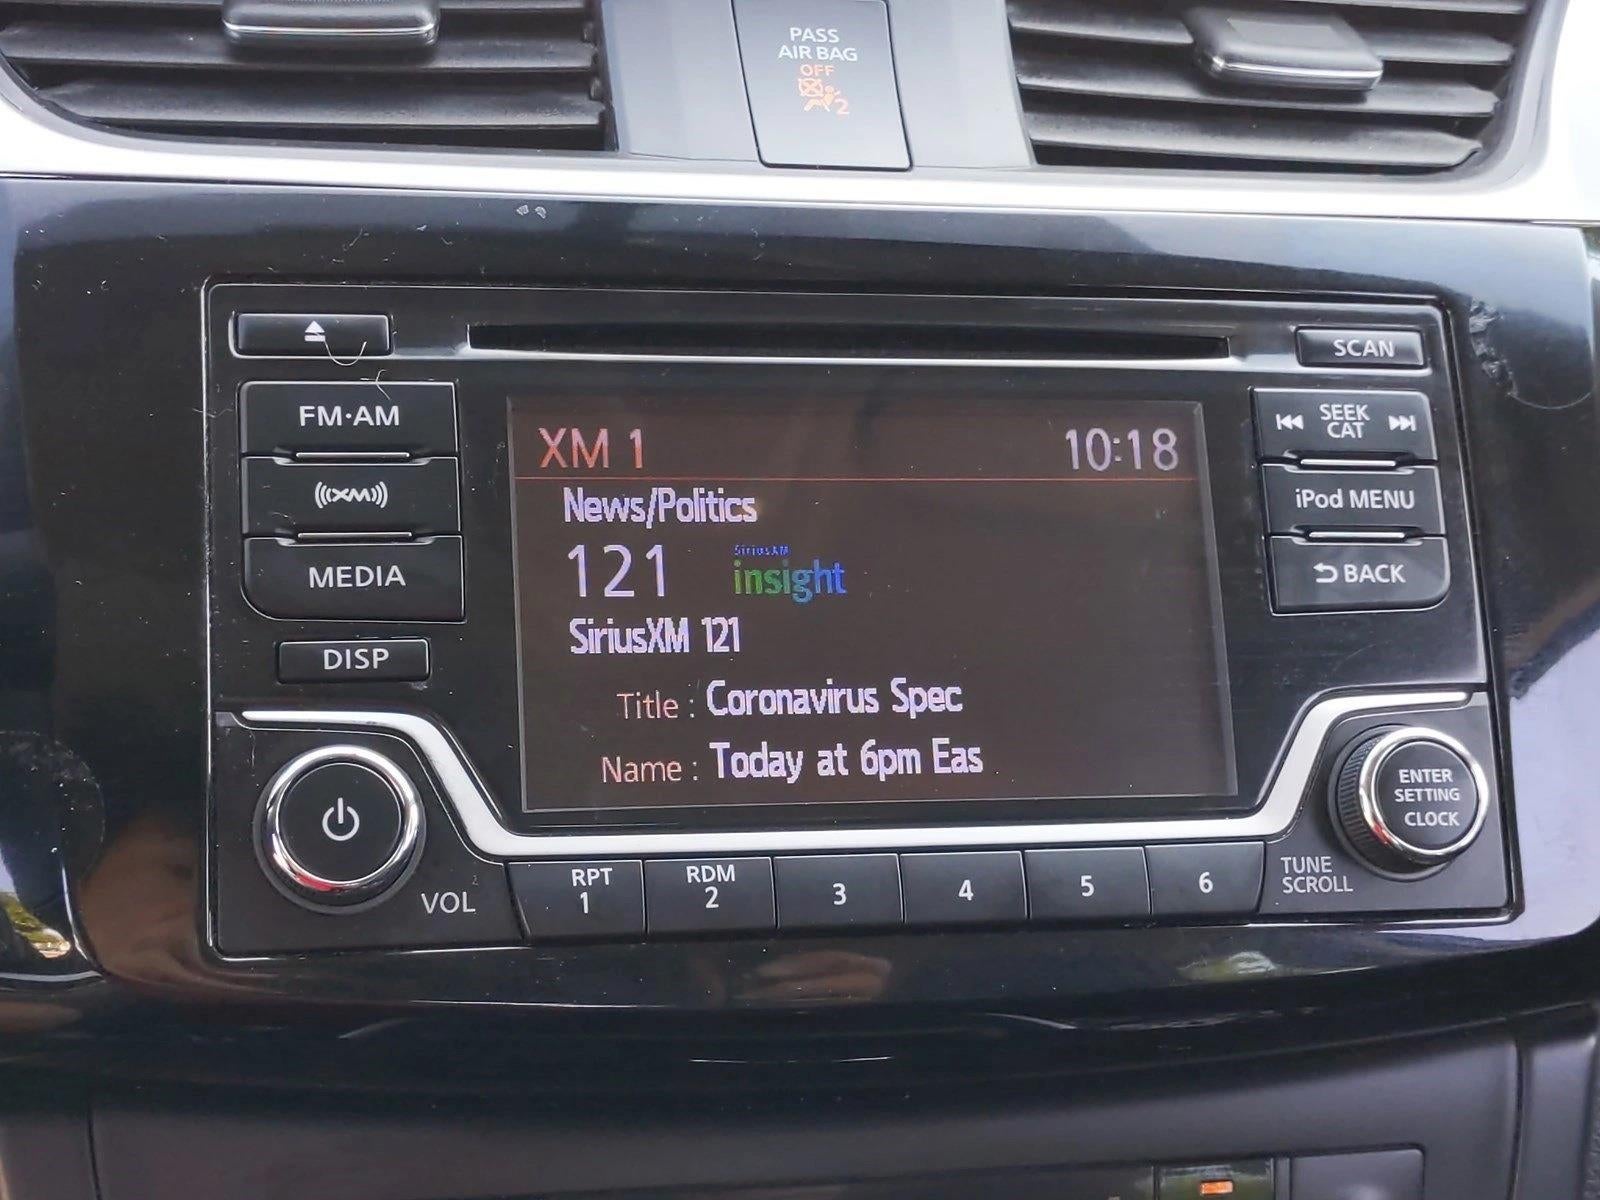 PASS
AIR BAG
OFF
2
SCAN
FM·AM
SEEK
CAT
XM 1 10:18
XM
News/Politics
iPod MENU
121
SiriusXM
insight
MEDIA
BACK
SiriusXM 121
DISP
Title : Coronavirus Spec
Name : Today at 6pm Eas
ENTER
SETTING
CLOCK
VOL
RPT
1
RDM
2
3
4
5
6
TUNE
SCROLL